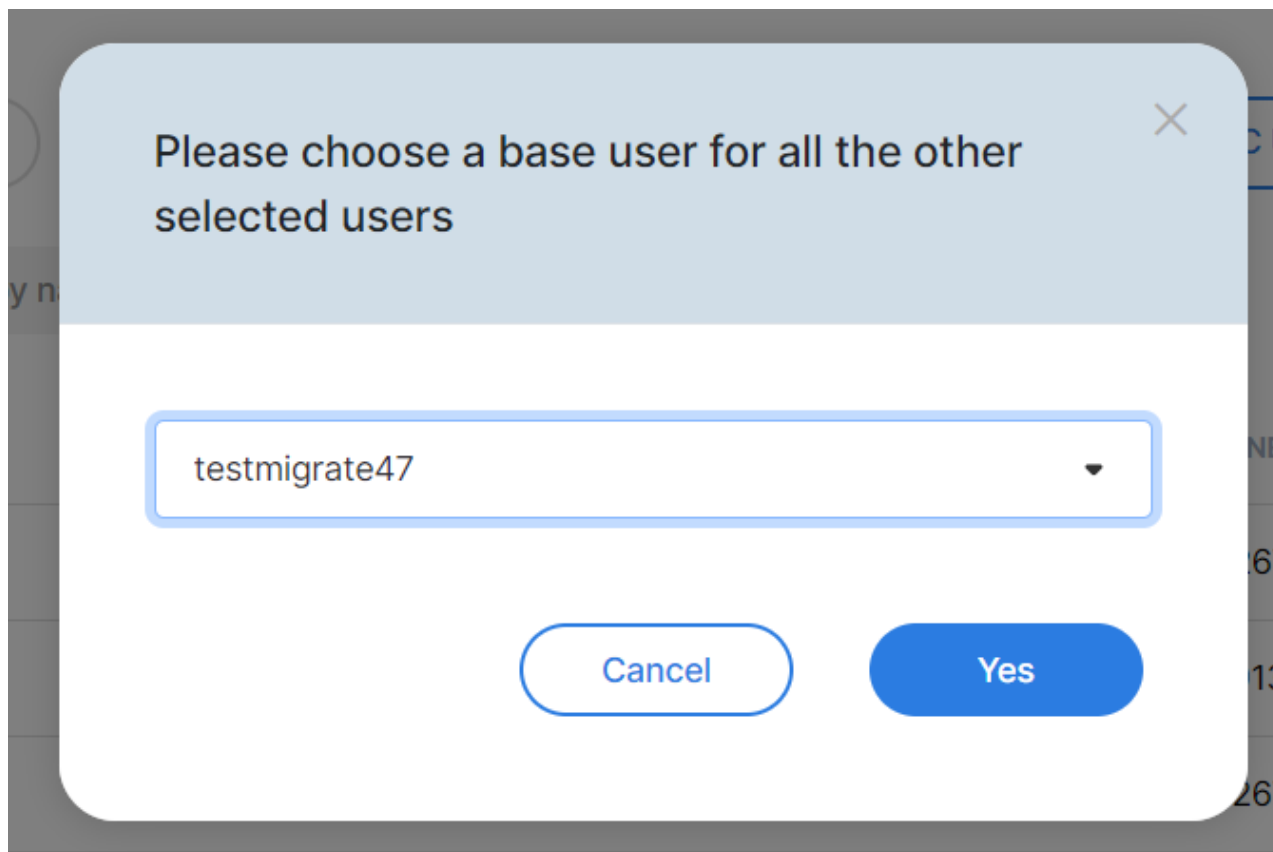 Please choose a base user for all the other
selected users
testmigrate47
Cancel
Yes